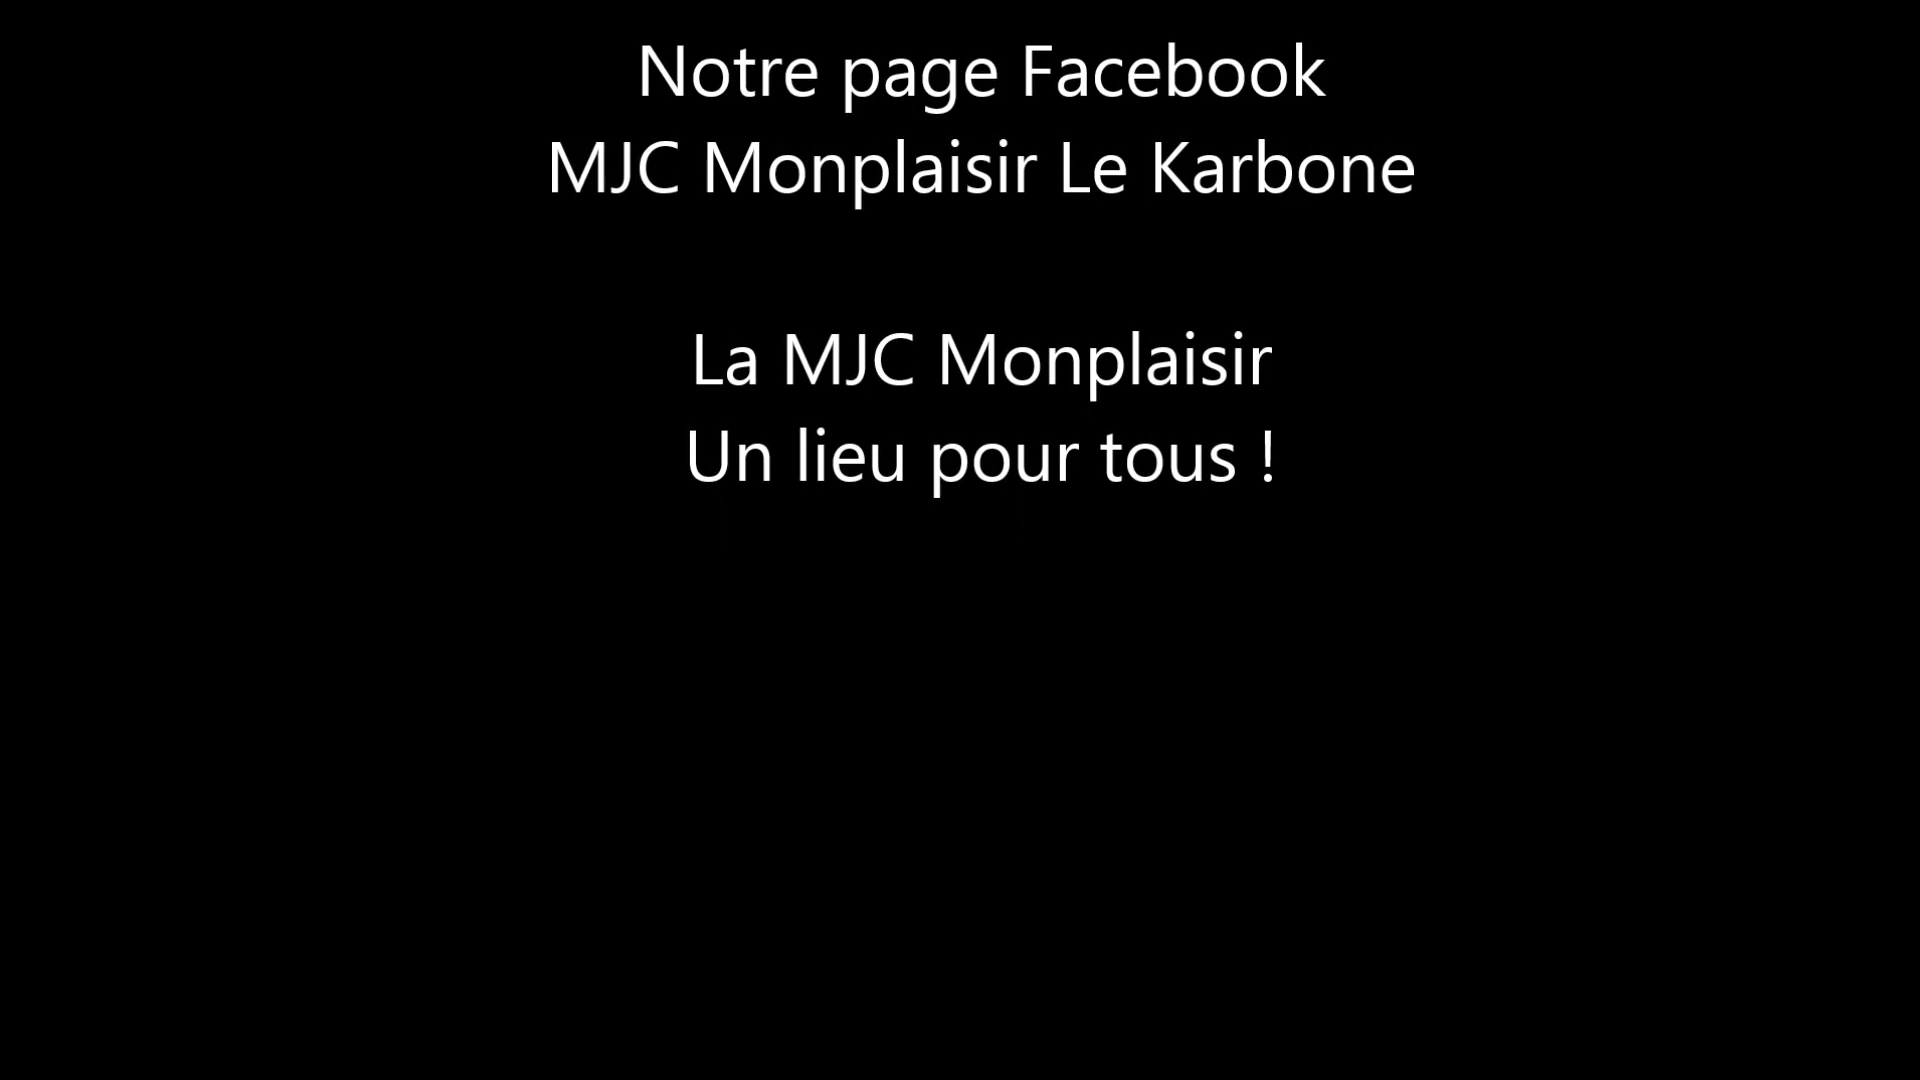 Notre page Facebook
MJC Monplaisir Le Karbone
La MJC Monplaisir
Un lieu pour tous !